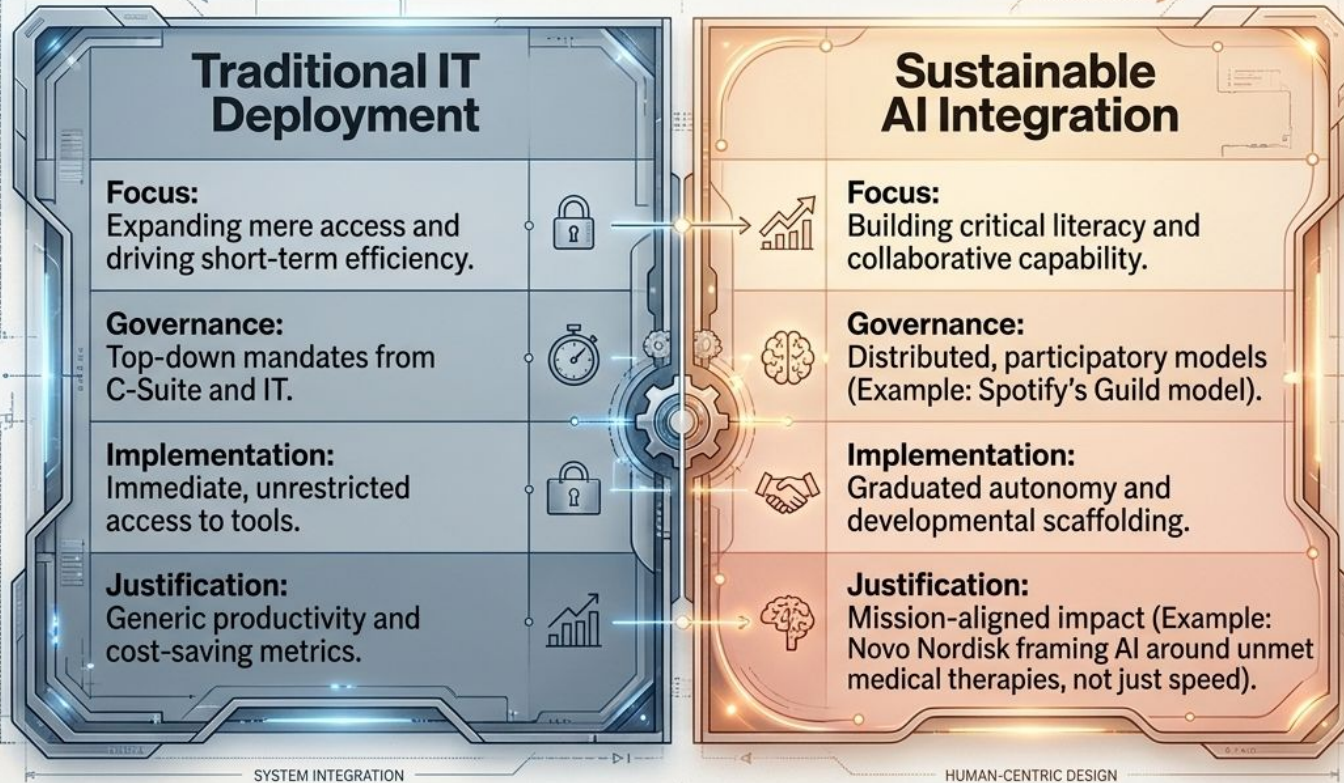 Traditional IT
Deployment
Focus:
Expanding mere access and
driving short-term efficiency.
Governance:
Top-down mandates from
C-Suite and IT.
Implementation:
Immediate, unrestricted
access to tools.
Justification:
Generic productivity and
cost-saving metrics.
SYSTEM INTEGRATION
Sustainable
AI Integration
Focus:
Building critical literacy and
collaborative capability.
Governance:
Distributed, participatory models
(Example: Spotify's Guild model).
Implementation:
Graduated autonomy and
developmental scaffolding.
Justification:
Mission-aligned impact (Example:
Novo Nordisk framing AI around unmet
medical therapies, not just speed).
HUMAN-CENTRIC DESIGN